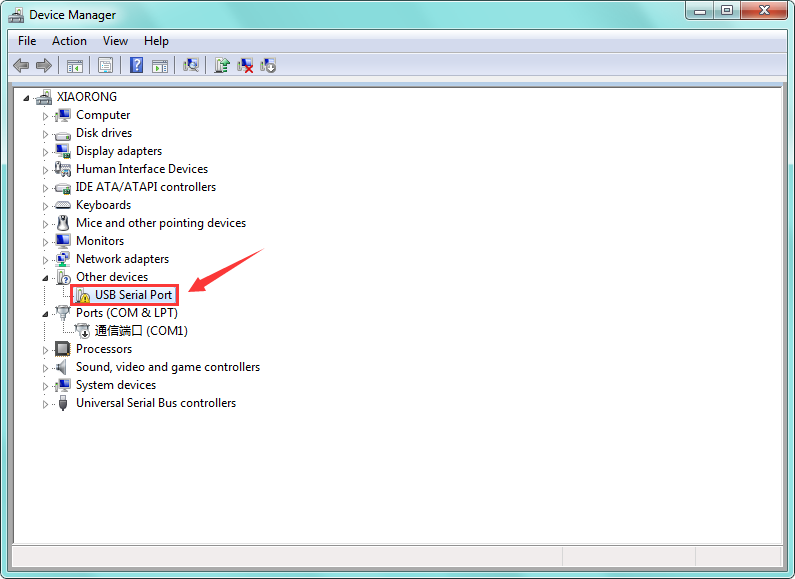 Device Manager
File Action View Help
XIAORONG
Computer
Disk drives
Display adapters
Human Interface Devices
IDE ATA/ATAPI controllers
Keyboards
Mice and other pointing devices
Monitors
Network adapters
Other devices
USB Serial Port
Ports (COM & LPT)
通信端口 (COM1)
Processors
Sound, video and game controllers
System devices
Universal Serial Bus controllers